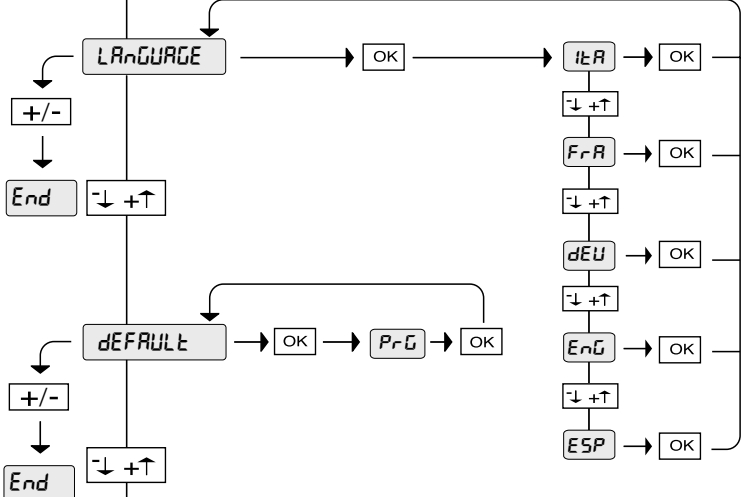 LAnGUAGE OK ItA OK
+/- -↓ +↑
FrA OK
End -↓ +↑ -↓ +↑
dEU OK
-↓ +↑
dEFAULt OK PrG OK EnG OK
+/- -↓ +↑
ESP OK
End -↓ +↑